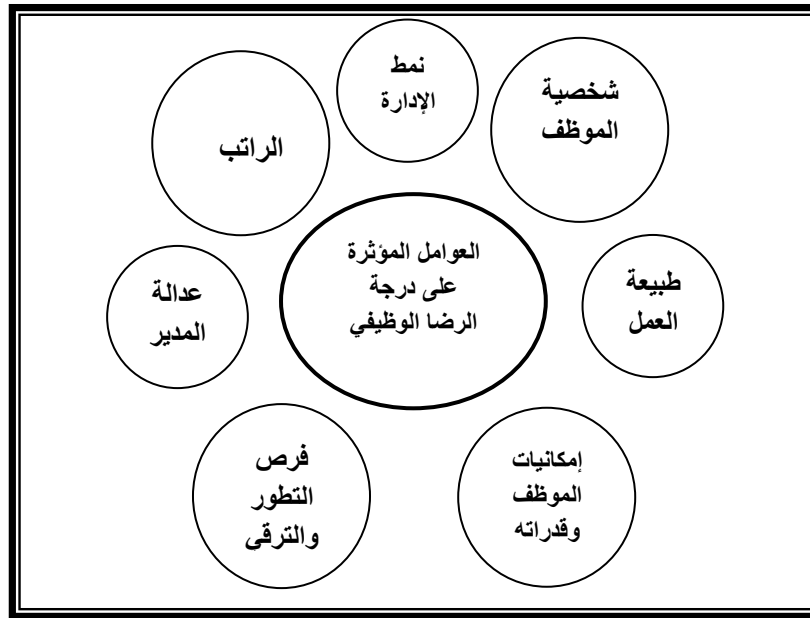 نمط
الإدارة
شخصية
الموظف
الراتب
العوامل المؤثرة
على درجة
الرضا الوظيفي
طبيعة
العمل
عدالة
المدير
إمكانيات
الموظف
وقدراته
فرص
التطور
والترقي